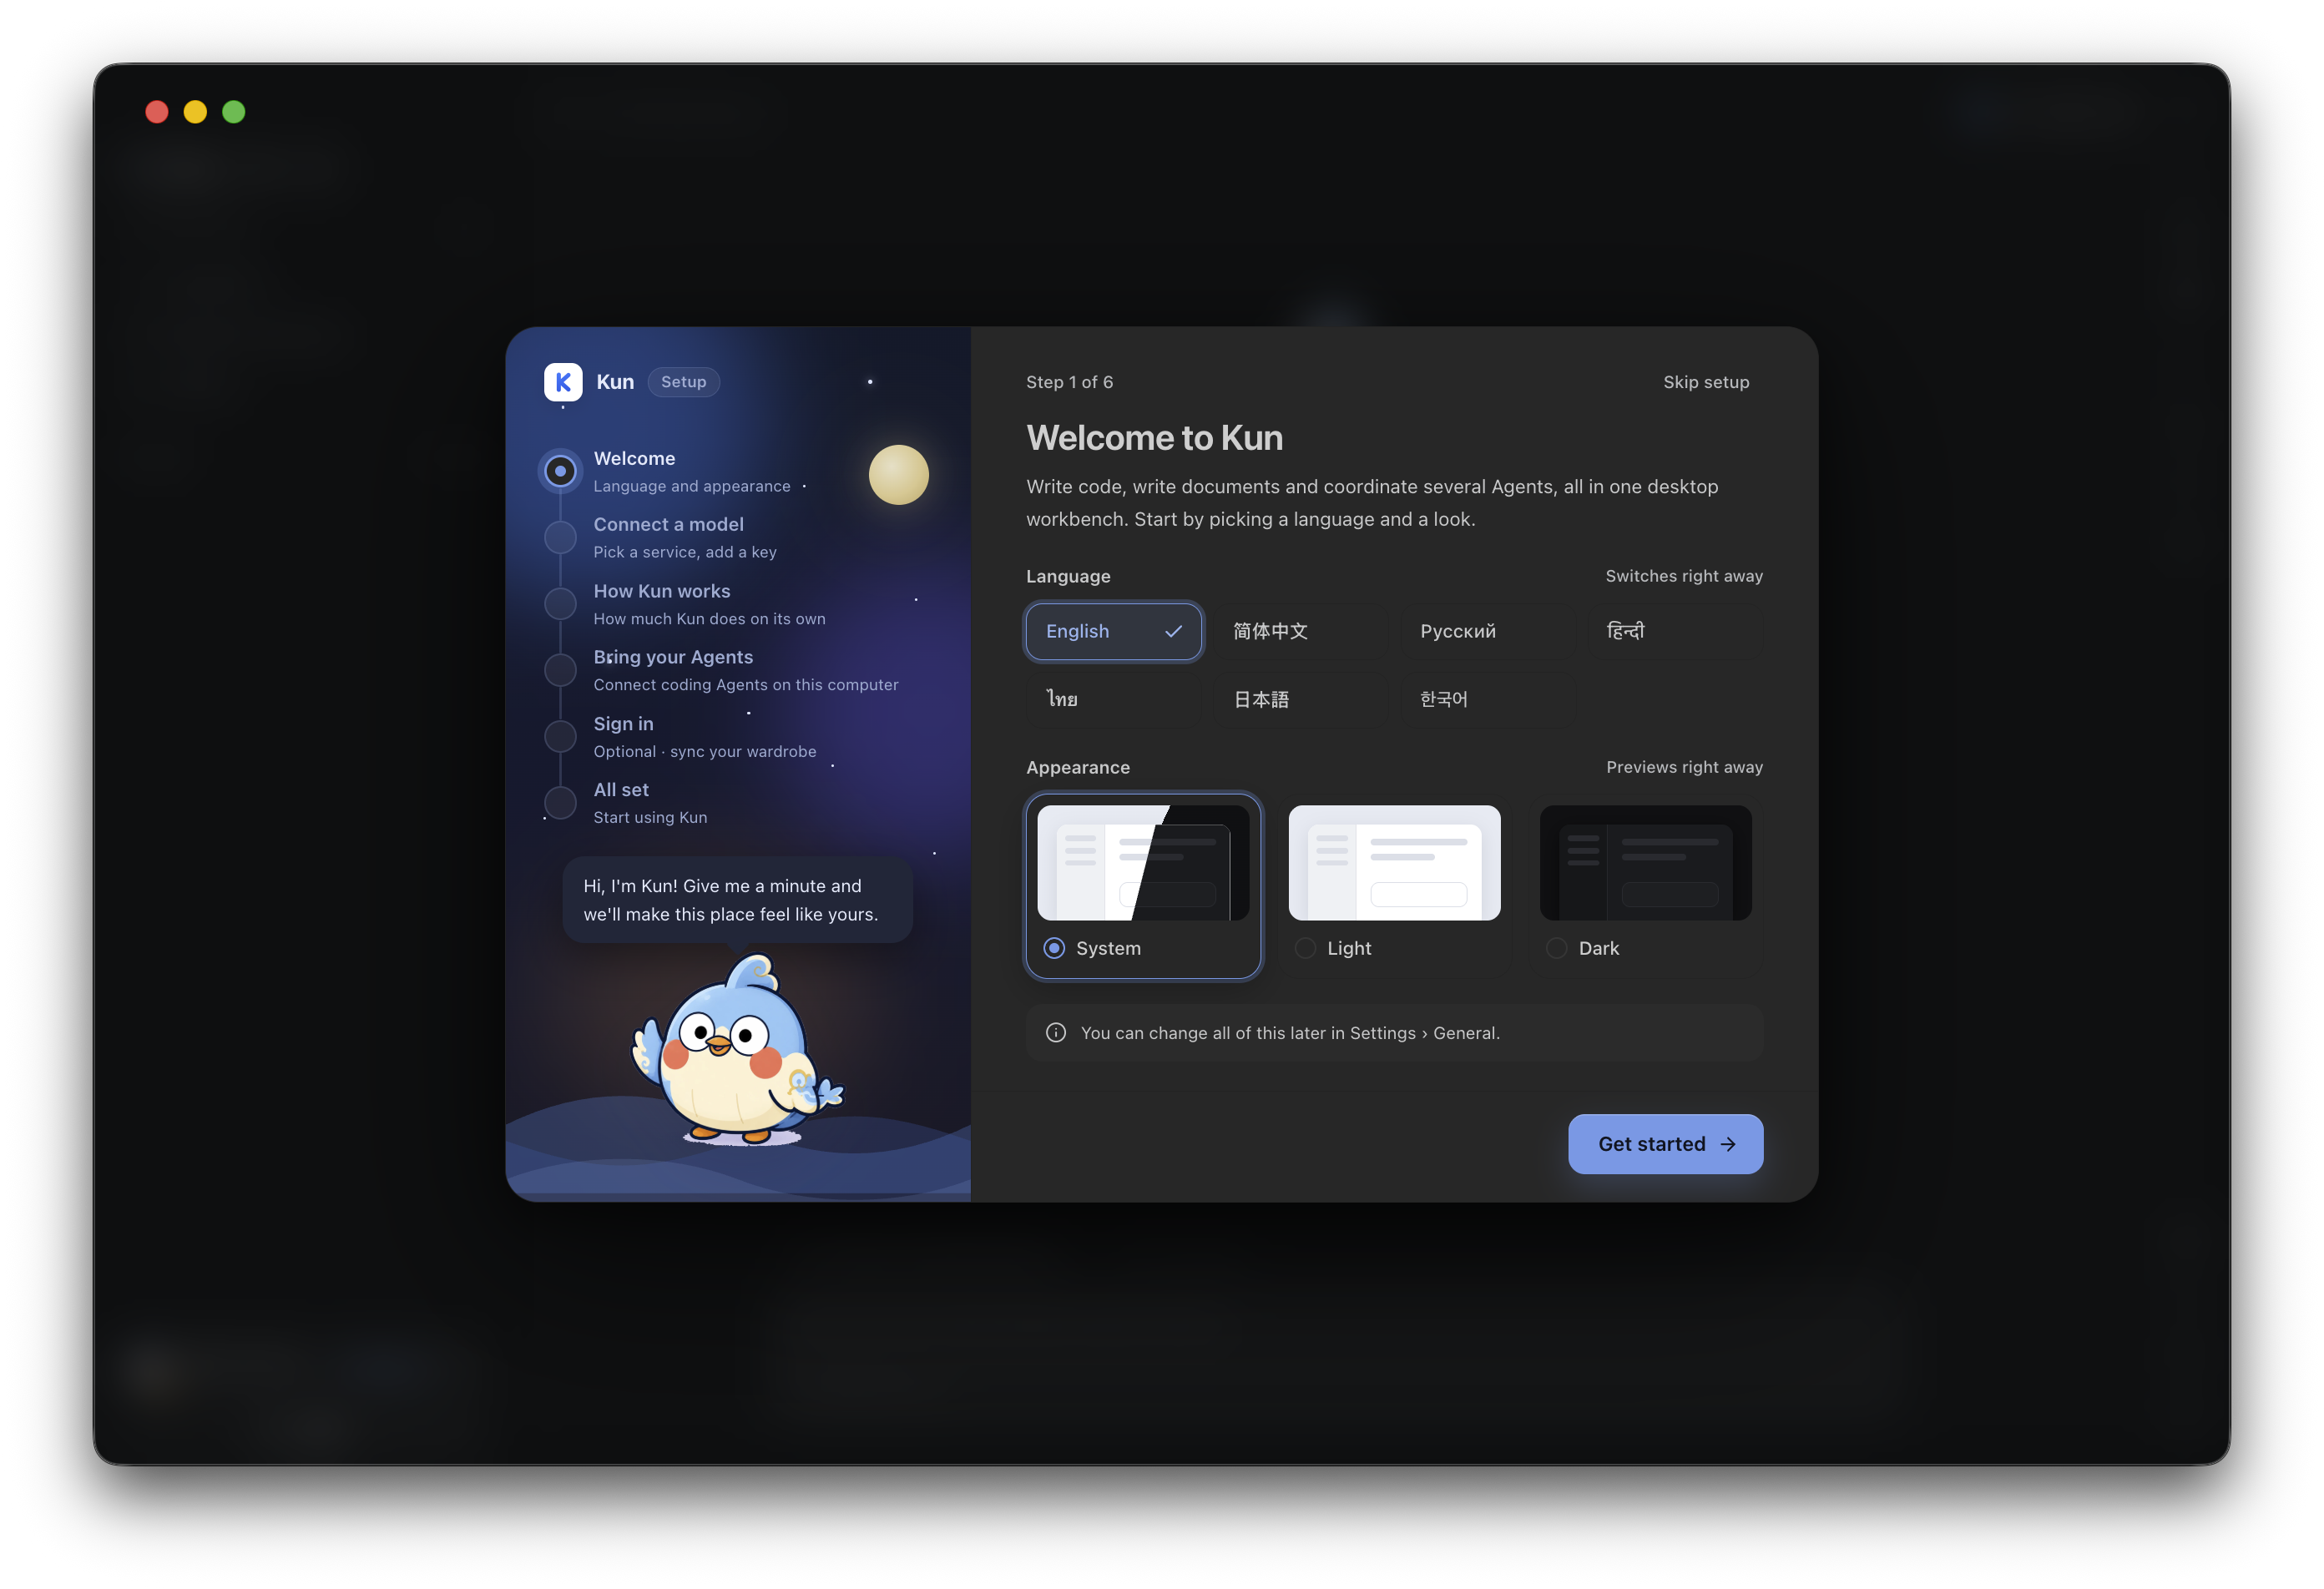 Kun Setup
Welcome
Language and appearance
Connect a model
Pick a service, add a key
How Kun works
How much Kun does on its own
Bring your Agents
Connect coding Agents on this computer
Sign in
Optional · sync your wardrobe
All set
Start using Kun
Hi, I'm Kun! Give me a minute and
we'll make this place feel like yours.
Step 1 of 6
Skip setup
Welcome to Kun
Write code, write documents and coordinate several Agents, all in one desktop
workbench. Start by picking a language and a look.
Language
Switches right away
English
简体中文
Русский
हिन्दी
ไทย
日本語
한국어
Appearance
Previews right away
System
Light
Dark
You can change all of this later in Settings › General.
Get started →